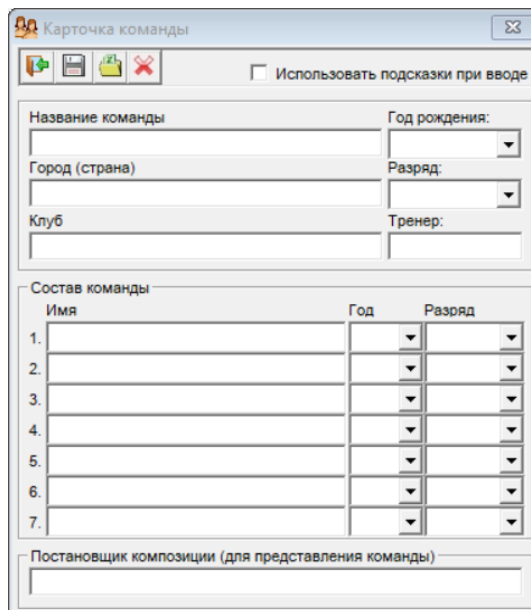 Карточка команды
Использовать подсказки при вводе
Название команды Год рождения:
Город (страна) Разряд:
Клуб Тренер:
Состав команды
Имя Год Разряд
1.
2.
3.
4.
5.
6.
7.
Постановщик композиции (для представления команды)